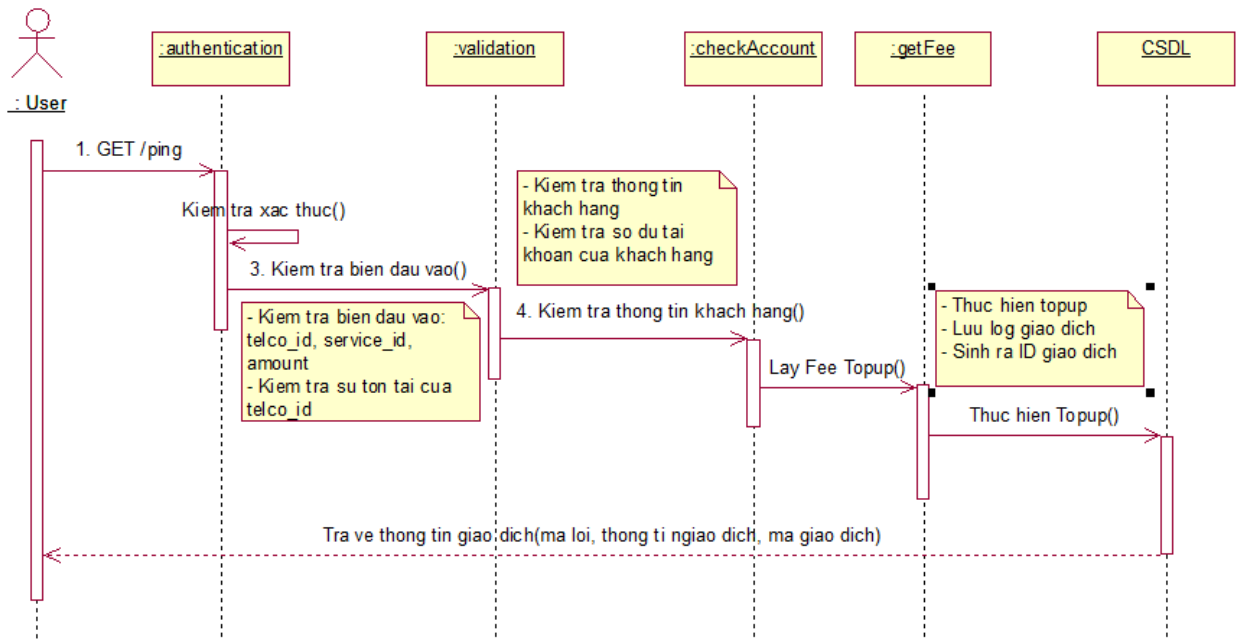 :authentication
:validation
:checkAccount
:getFee
CSDL
_: User
1. GET /ping
Kiem tra xac thuc()
- Kiem tra thong tin
khach hang
- Kiem tra so du tai
khoan cua khach hang
3. Kiem tra bien dau vao()
- Kiem tra bien dau vao:
telco_id, service_id,
amount
- Kiem tra su ton tai cua
telco_id
4. Kiem tra thong tin khach hang()
- Thuc hien topup
- Luu log giao dich
- Sinh ra ID giao dich
Lay Fee Topup()
Thuc hien Topup()
Tra ve thong tin giao dich(ma loi, thong ti ngiao dich, ma giao dich)